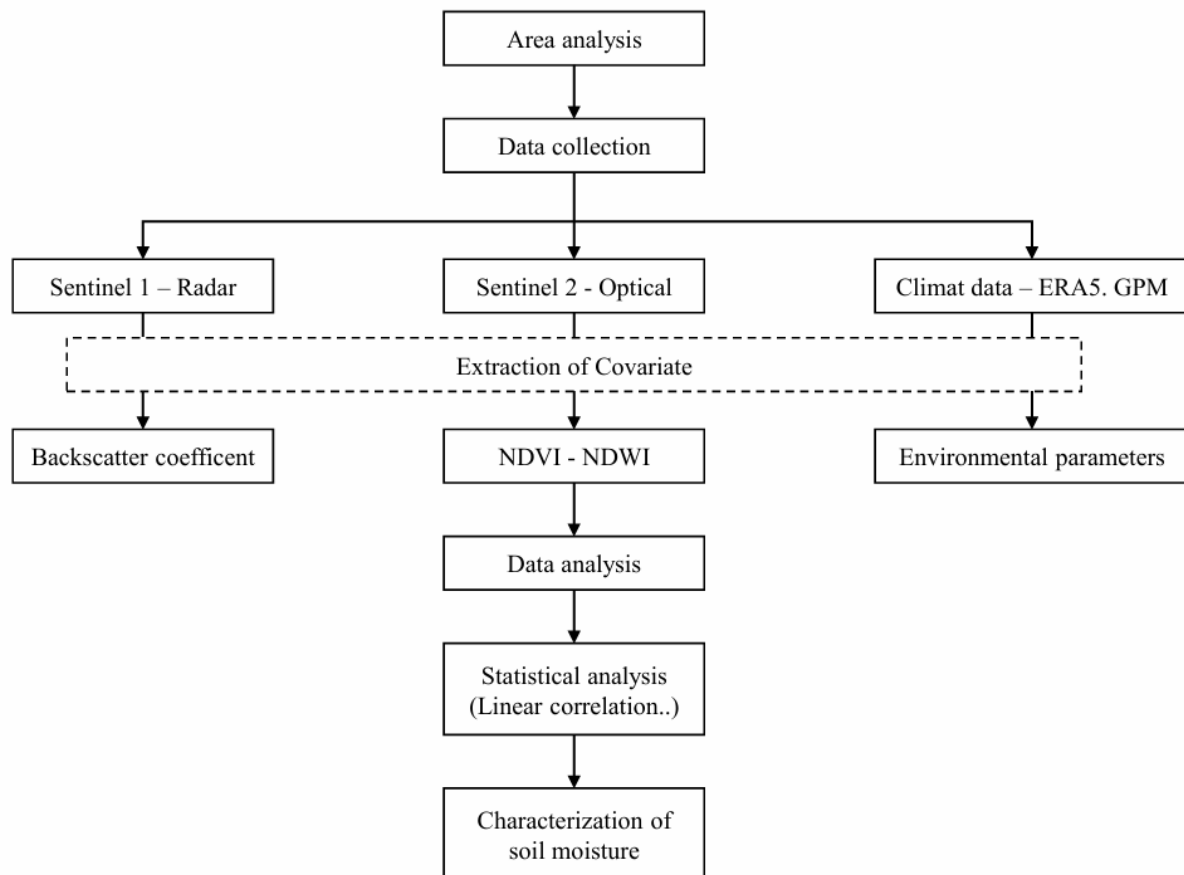 Area analysis
Data collection
Sentinel 1 – Radar
Sentinel 2 - Optical
Climat data – ERA5. GPM
Extraction of Covariate
Backscatter coefficent
NDVI - NDWI
Environmental parameters
Data analysis
Statistical analysis
(Linear correlation..)
Characterization of
soil moisture